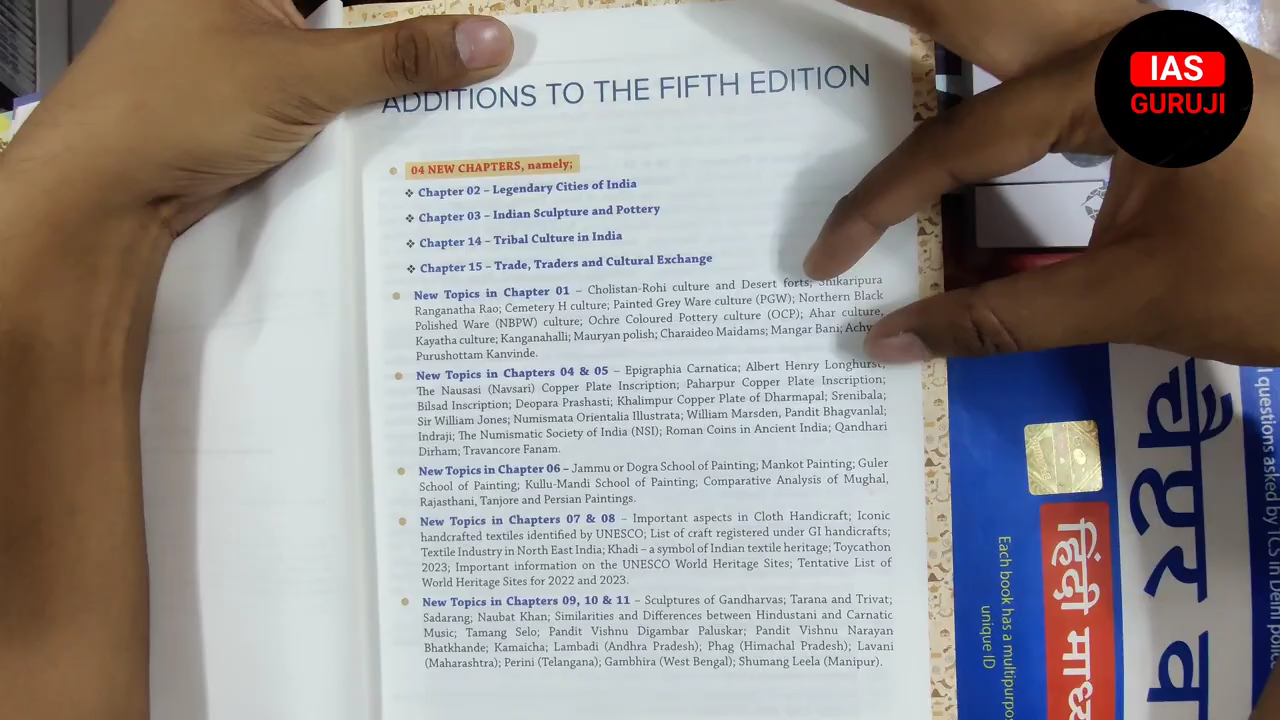 ADDITIONS TO THE FIFTH EDITION
04 NEW CHAPTERS, namely;
Chapter 02 – Legendary Cities of India
Chapter 03 – Indian Sculpture and Pottery
Chapter 14 – Tribal Culture in India
Chapter 15 – Trade, Traders and Cultural Exchange
New Topics in Chapter 01 – Cholistan-Rohi culture and Desert forts; Shikaripura
Ranganatha Rao; Cemetery H culture; Painted Grey Ware culture (PGW); Northern Black
Polished Ware (NBPW) culture; Ochre Coloured Pottery culture (OCP); Ahar culture,
Kayatha culture; Kanganahalli; Mauryan polish; Charaideo Maidams; Mangar Bani;
Purushottam Kanvinde.
New Topics in Chapters 04 & 05 – Epigraphia Carnatica; Albert Henry Longhurst;
The Nausasi (Navsari) Copper Plate Inscription; Paharpur Copper Plate Inscription;
Bilsad Inscription; Deopara Prashasti; Khalimpur Copper Plate of Dharmapal; Srenibala;
Sir William Jones; Numismata Orientalia Illustrata; William Marsden, Pandit Bhagvanlal;
Indraji; The Numismatic Society of India (NSI); Roman Coins in Ancient India; Qandhari
Dirham; Travancore Fanam.
New Topics in Chapter 06 – Jammu or Dogra School of Painting; Mankot Painting; Guler
School of Painting; Kullu-Mandi School of Painting; Comparative Analysis of Mughal,
Rajasthani, Tanjore and Persian Paintings.
New Topics in Chapters 07 & 08 – Important aspects in Cloth Handicraft; Iconic
handcrafted textiles identified by UNESCO; List of craft registered under GI handicrafts;
Textile Industry in North East India; Khadi – a symbol of Indian textile heritage; Toycathon
2023; Important information on the UNESCO World Heritage Sites; Tentative List of
World Heritage Sites for 2022 and 2023.
New Topics in Chapters 09, 10 & 11 – Sculptures of Gandharvas; Tarana and Trivat;
Sadarang; Naubat Khan; Similarities and Differences between Hindustani and Carnatic
Music; Tamang Selo; Pandit Vishnu Digambar Paluskar; Pandit Vishnu Narayan
Bhatkhande; Kamaicha; Lambadi (Andhra Pradesh); Phag (Himachal Pradesh); Lavani
(Maharashtra); Perini (Telangana); Gambhira (West Bengal), Shumang Leela (Manipur).
IAS
GURUJI
questions asked by TCS in Delhi police
हिंदी माध्य
Each book has a multipurpo
unique ID